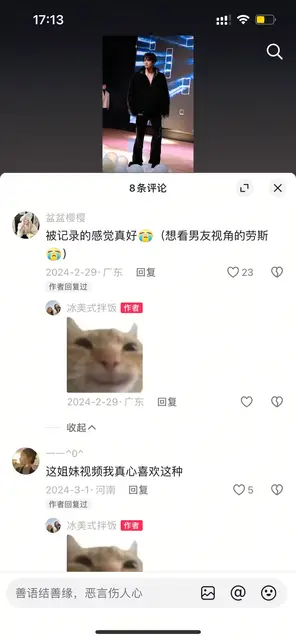 17:13
8条评论
盆盆樱樱
被记录的感觉真好😭（想看男友视角的劳斯
😭）
2024-2-29·广东 回复 23
作者回复过
冰美式拌饭 作者
2024-2-29·广东 回复
收起
一一^0^
这姐妹视频我真心喜欢这种
2024-3-1·河南 回复 5
作者回复过
冰美式拌饭 作者
善语结善缘，恶言伤人心